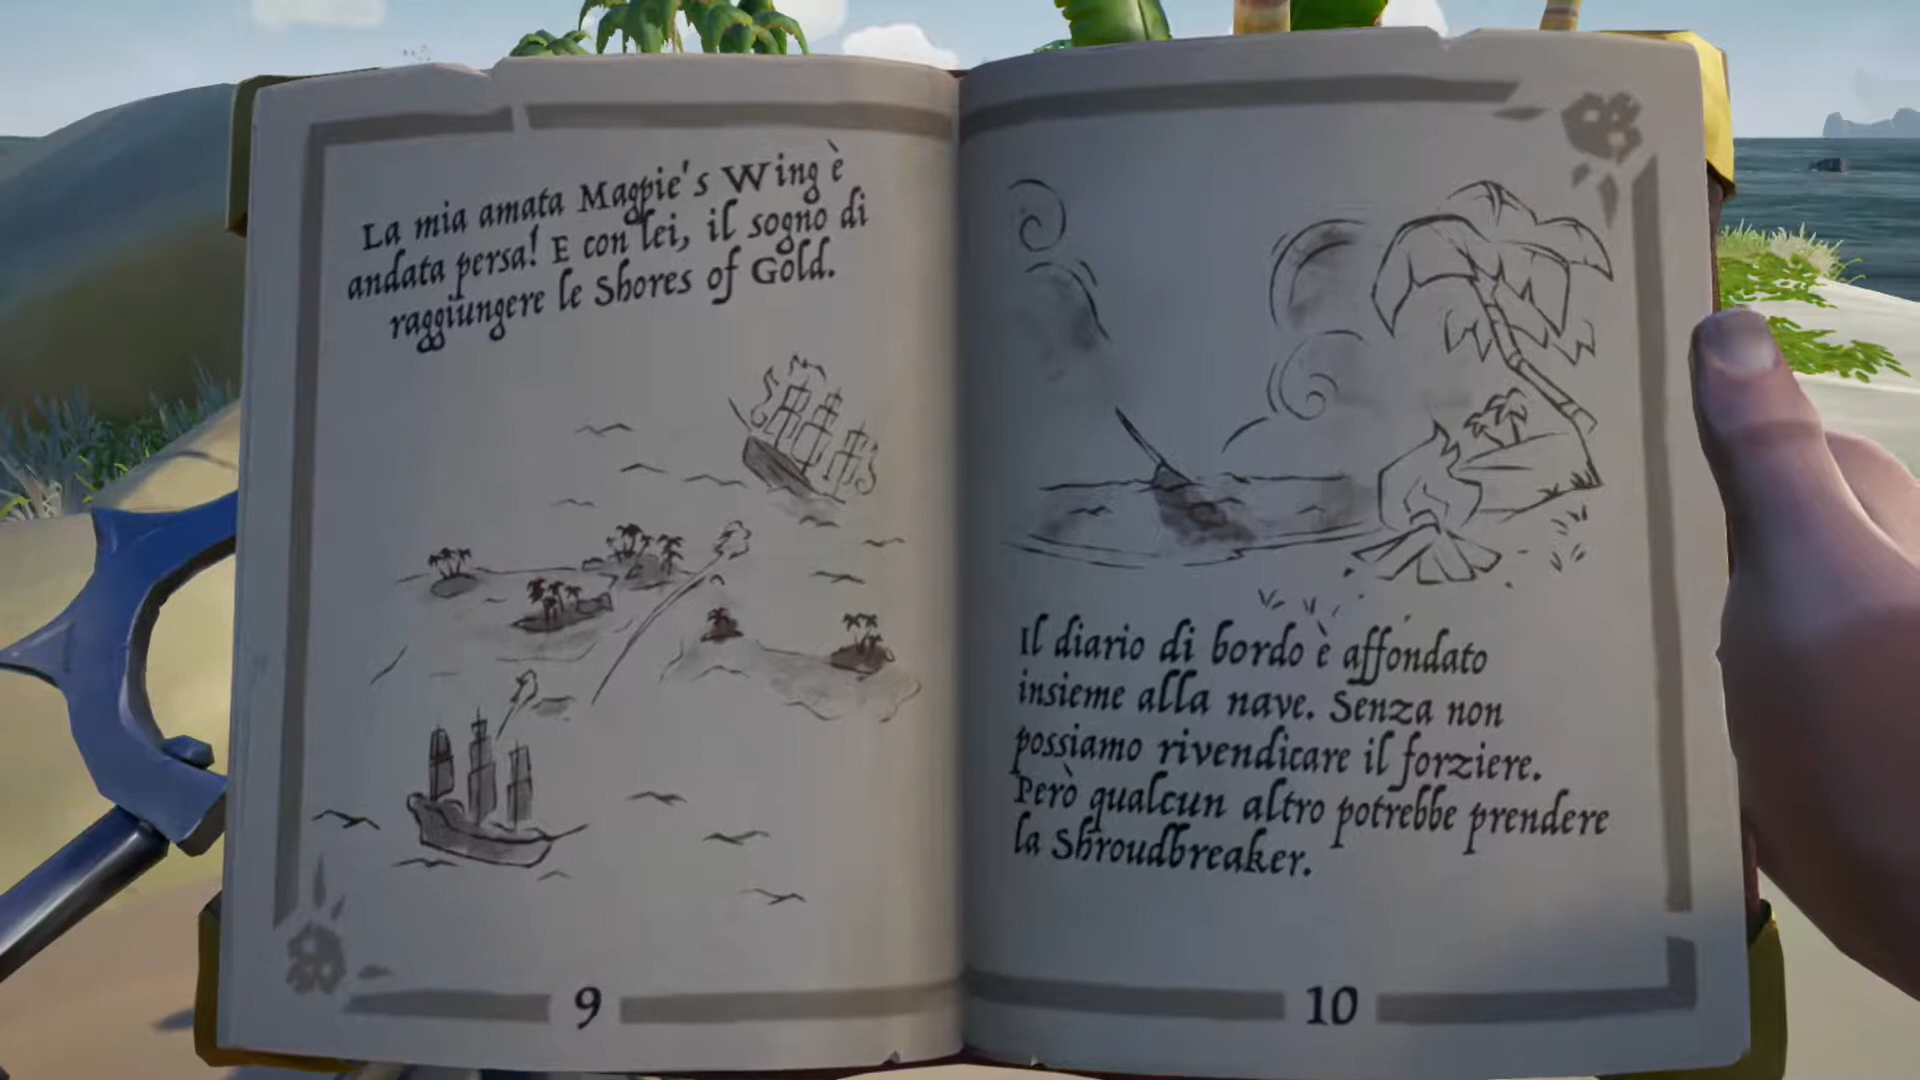 La mia amata Magpie's Wing è
andata persa! E con lei, il sogno di
raggiungere le Shores of Gold.
9
Il diario di bordo è affondato
insieme alla nave. Senza non
possiamo rivendicare il forziere.
Però qualcun altro potrebbe prendere
la Shroudbreaker.
10